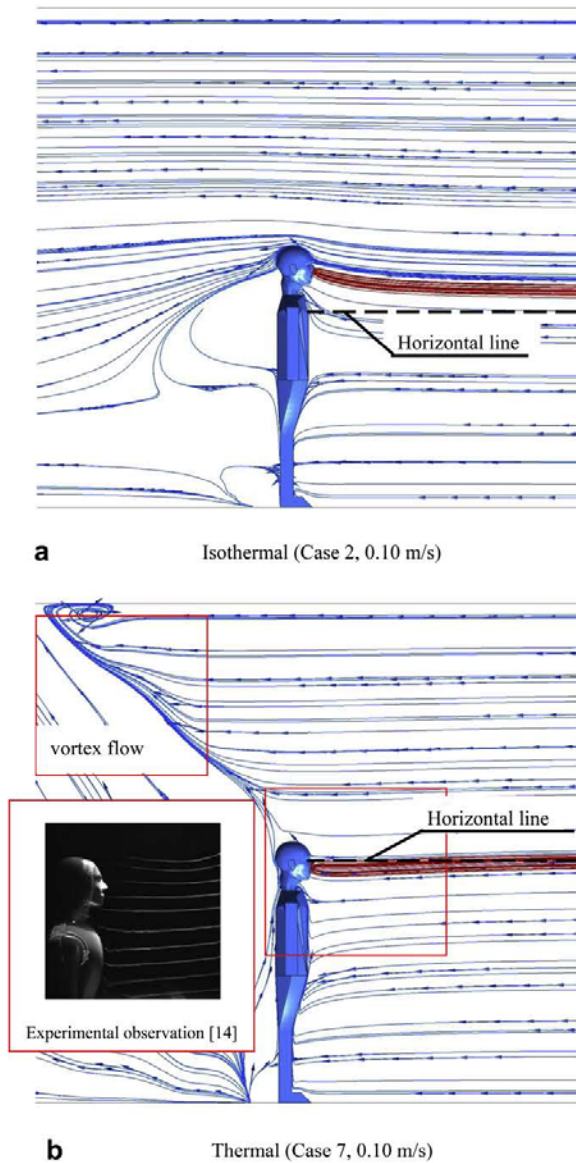 Horizontal line
a
Isothermal (Case 2, 0.10 m/s)
vortex flow
Horizontal line
Experimental observation [14]
b
Thermal (Case 7, 0.10 m/s)